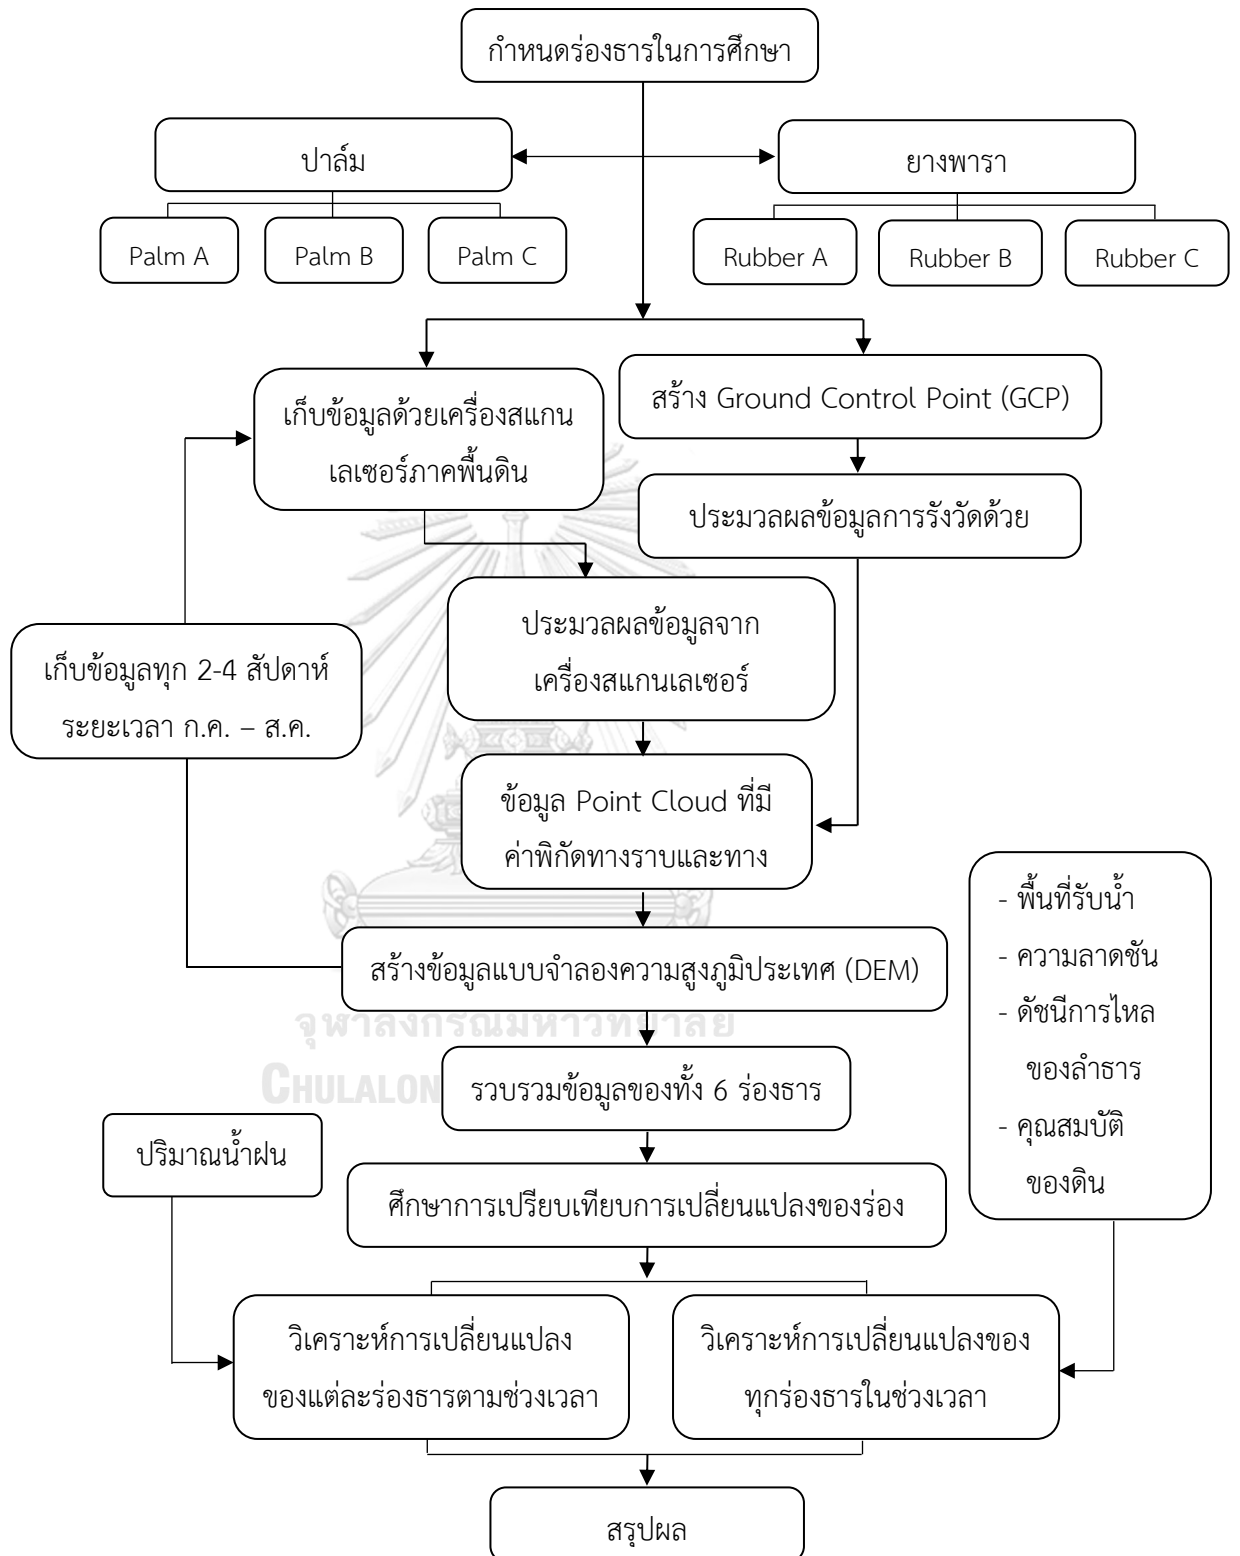 กำหนดร่องธารในการศึกษา
ปาล์ม
ยางพารา
Palm A
Palm B
Palm C
Rubber A
Rubber B
Rubber C
เก็บข้อมูลด้วยเครื่องสแกน
เลเซอร์ภาคพื้นดิน
สร้าง Ground Control Point (GCP)
ประมวลผลข้อมูลการรังวัดด้วย
ประมวลผลข้อมูลจาก
เครื่องสแกนเลเซอร์
เก็บข้อมูลทุก 2-4 สัปดาห์
ระยะเวลา ก.ค. – ส.ค.
ข้อมูล Point Cloud ที่มี
ค่าพิกัดทางราบและทาง
- พื้นที่รับน้ำ
- ความลาดชัน
- ดัชนีการไหล
ของลำธาร
- คุณสมบัติ
ของดิน
สร้างข้อมูลแบบจำลองความสูงภูมิประเทศ (DEM)
จุฬาลงกรณ์มหาวิทยาลัย
CHULALON
รวบรวมข้อมูลของทั้ง 6 ร่องธาร
ปริมาณน้ำฝน
ศึกษาการเปรียบเทียบการเปลี่ยนแปลงของร่อง
วิเคราะห์การเปลี่ยนแปลง
ของแต่ละร่องธารตามช่วงเวลา
วิเคราะห์การเปลี่ยนแปลงของ
ทุกร่องธารในช่วงเวลา
สรุปผล